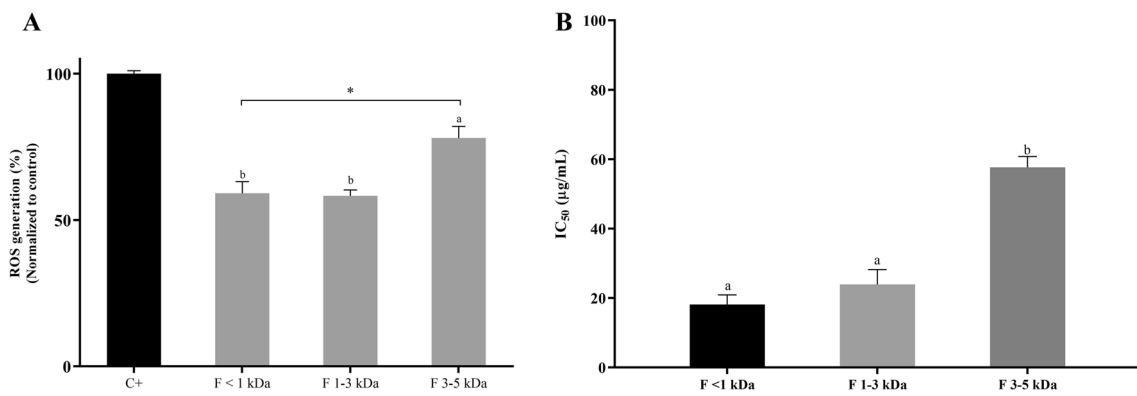 A
ROS generation (%)
(Normalized to control)
100
50
0
*
b
b
a
C+
F < 1 kDa
F 1-3 kDa
F 3-5 kDa
B
IC50 (µg/mL)
100
80
60
40
20
0
a
a
b
F <1 kDa
F 1-3 kDa
F 3-5 kDa